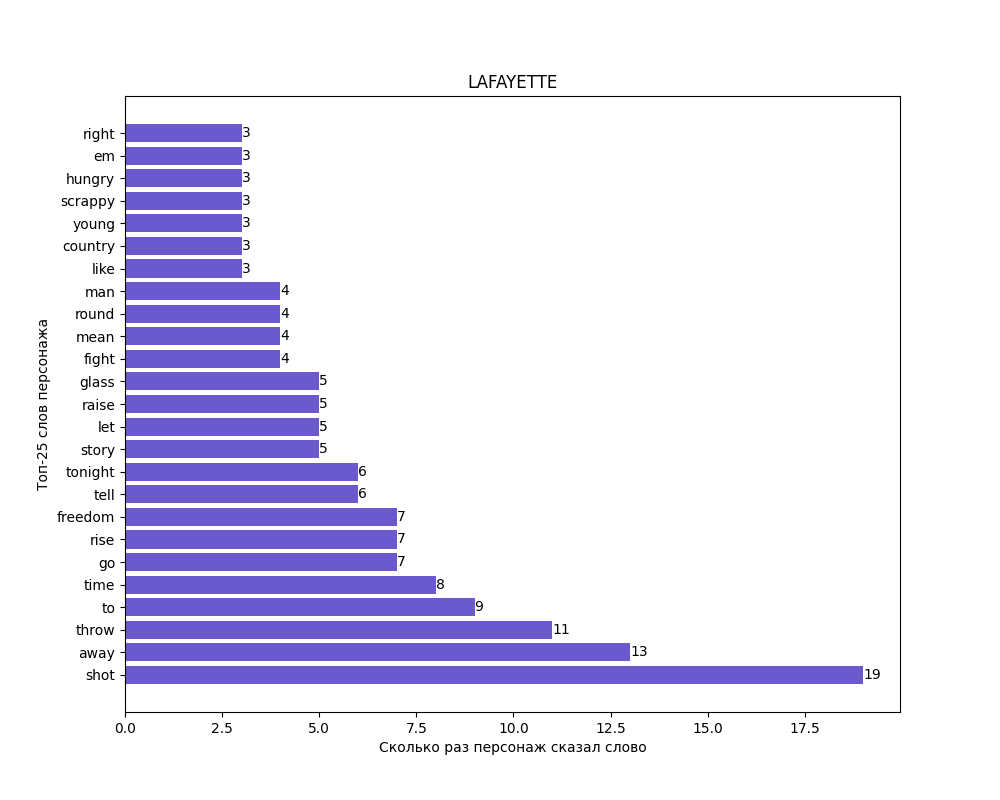 LAFAYETTE
Топ-25 слов персонажа
right 3
em 3
hungry 3
scrappy 3
young 3
country 3
like 3
man 4
round 4
mean 4
fight 4
glass 5
raise 5
let 5
story 5
tonight 6
tell 6
freedom 7
rise 7
go 7
time 8
to 9
throw 11
away 13
shot 19
0.0 2.5 5.0 7.5 10.0 12.5 15.0 17.5
Сколько раз персонаж сказал слово